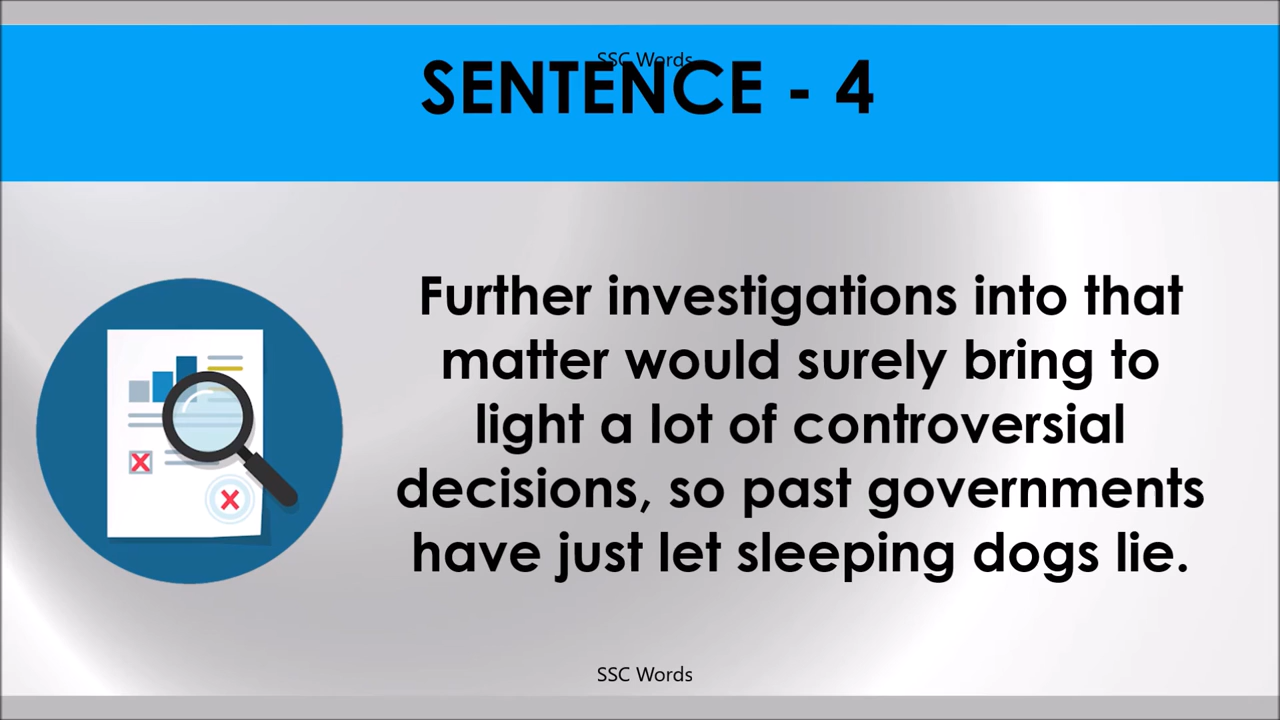 SSC Words
SENTENCE - 4
Further investigations into that
matter would surely bring to
light a lot of controversial
decisions, so past governments
have just let sleeping dogs lie.
SSC Words